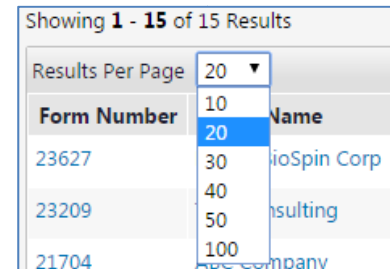 Showing 1 - 15 of 15 Results
Results Per Page 20
10
Form Number Name
20
23627 30 ioSpin Corp
40
23209 nsulting
50
100
21704 Company